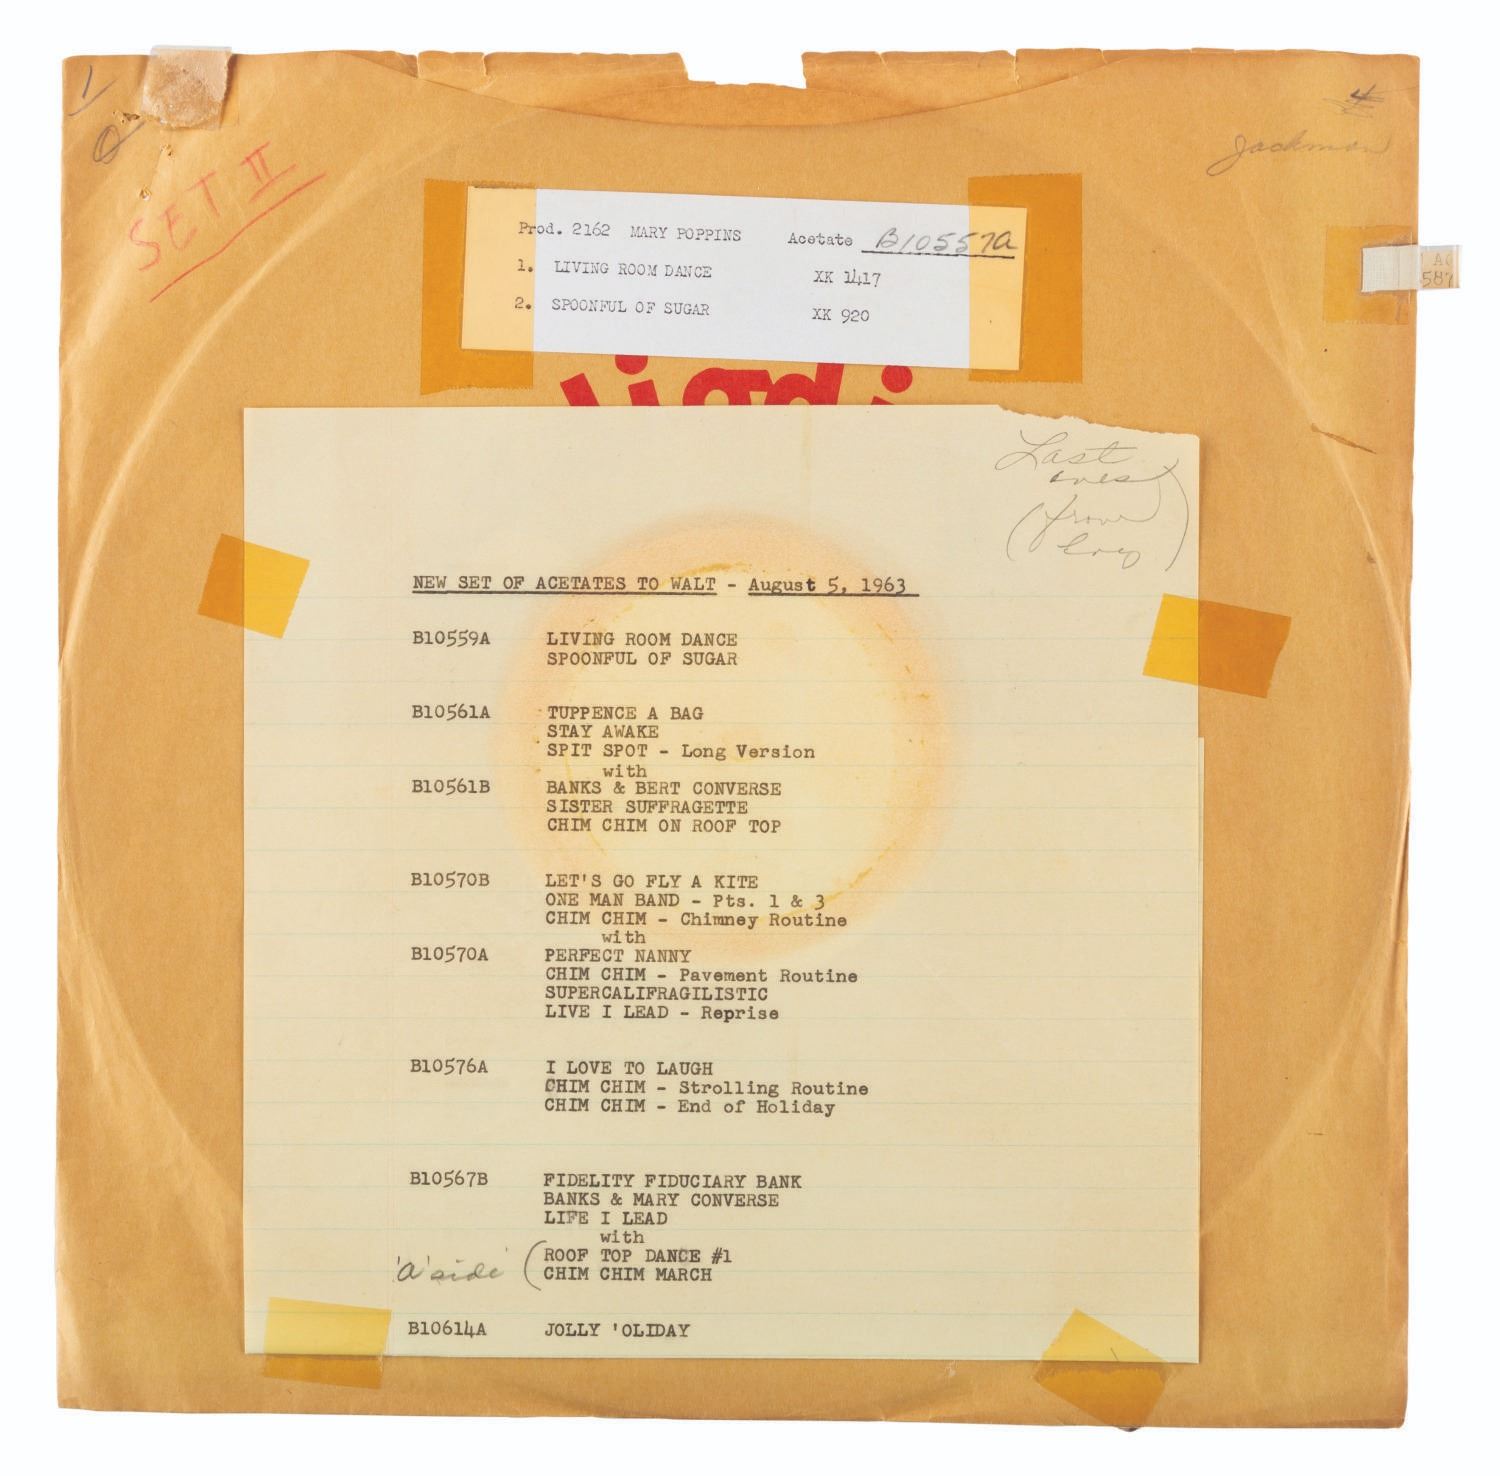 1
SET II
4
Jackman
Prod. 2162 MARY POPPINS Acetate B10557a
1. LIVING ROOM DANCE XK 1417
2. SPOONFUL OF SUGAR XK 920
587
Last
ones
(from
NEW SET OF ACETATES TO WALT - August 5, 1963
B10559A LIVING ROOM DANCE
SPOONFUL OF SUGAR
B10561A TUPPENCE A BAG
STAY AWAKE
SPIT SPOT - Long Version
with
B10561B BANKS & BERT CONVERSE
SISTER SUFFRAGETTE
CHIM CHIM ON ROOF TOP
B10570B LET'S GO FLY A KITE
ONE MAN BAND - Pts. 1 & 3
CHIM CHIM - Chimney Routine
with
B10570A PERFECT NANNY
CHIM CHIM - Pavement Routine
SUPERCALIFRAGILISTIC
LIVE I LEAD - Reprise
B10576A I LOVE TO LAUGH
CHIM CHIM - Strolling Routine
CHIM CHIM - End of Holiday
B10567B FIDELITY FIDUCIARY BANK
BANKS & MARY CONVERSE
LIFE I LEAD
with
ROOF TOP DANCE #1
'a' side (CHIM CHIM MARCH
B10614A JOLLY 'OLIDAY